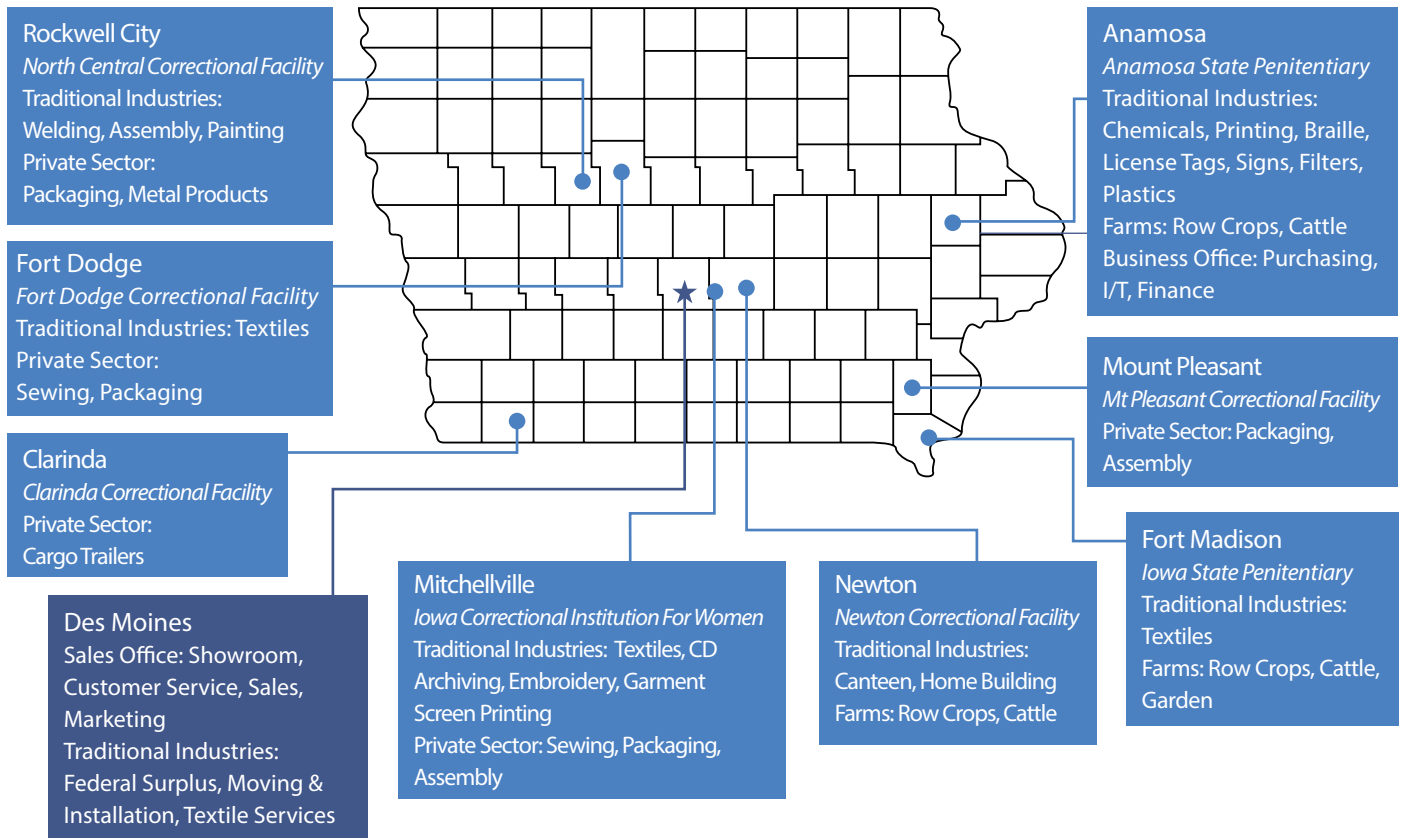 Rockwell City
North Central Correctional Facility
Traditional Industries:
Welding, Assembly, Painting
Private Sector:
Packaging, Metal Products
Fort Dodge
Fort Dodge Correctional Facility
Traditional Industries: Textiles
Private Sector:
Sewing, Packaging
Clarinda
Clarinda Correctional Facility
Private Sector:
Cargo Trailers
Des Moines
Sales Office: Showroom,
Customer Service, Sales,
Marketing
Traditional Industries:
Federal Surplus, Moving &
Installation, Textile Services
Mitchellville
Iowa Correctional Institution For Women
Traditional Industries: Textiles, CD
Archiving, Embroidery, Garment
Screen Printing
Private Sector: Sewing, Packaging,
Assembly
Newton
Newton Correctional Facility
Traditional Industries:
Canteen, Home Building
Farms: Row Crops, Cattle
Anamosa
Anamosa State Penitentiary
Traditional Industries:
Chemicals, Printing, Braille,
License Tags, Signs, Filters,
Plastics
Farms: Row Crops, Cattle
Business Office: Purchasing,
I/T, Finance
Mount Pleasant
Mt Pleasant Correctional Facility
Private Sector: Packaging,
Assembly
Fort Madison
Iowa State Penitentiary
Traditional Industries:
Textiles
Farms: Row Crops, Cattle,
Garden